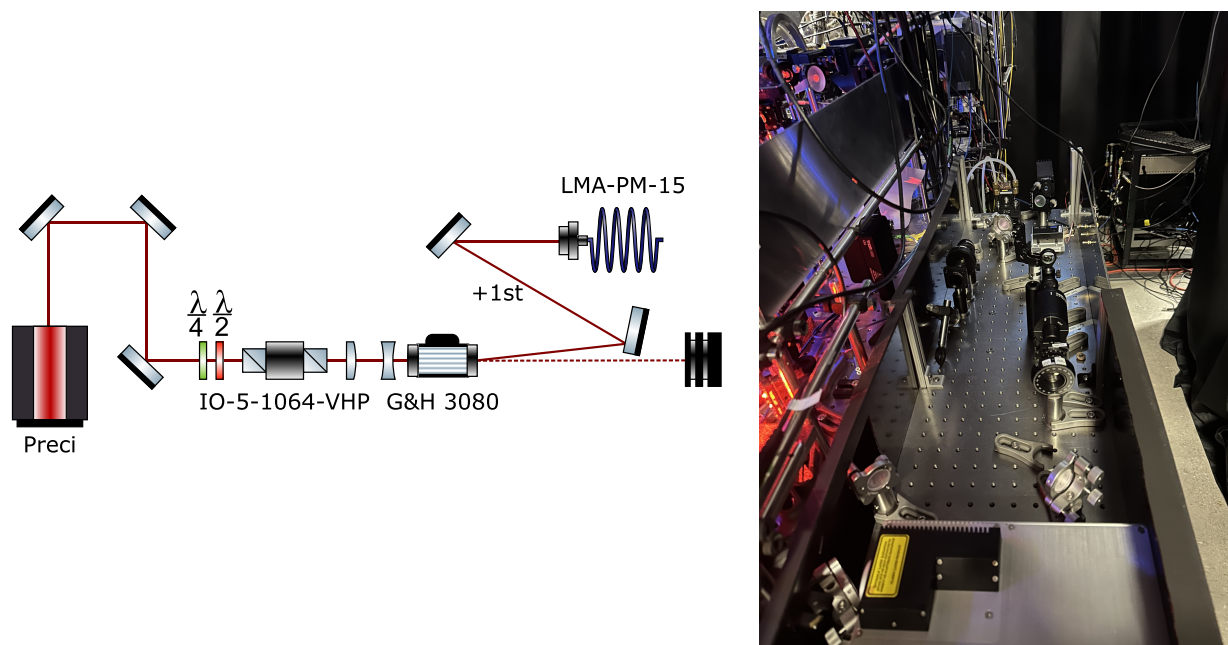 LMA-PM-15
+1st
λ/4 λ/2
IO-5-1064-VHP G&H 3080
Preci